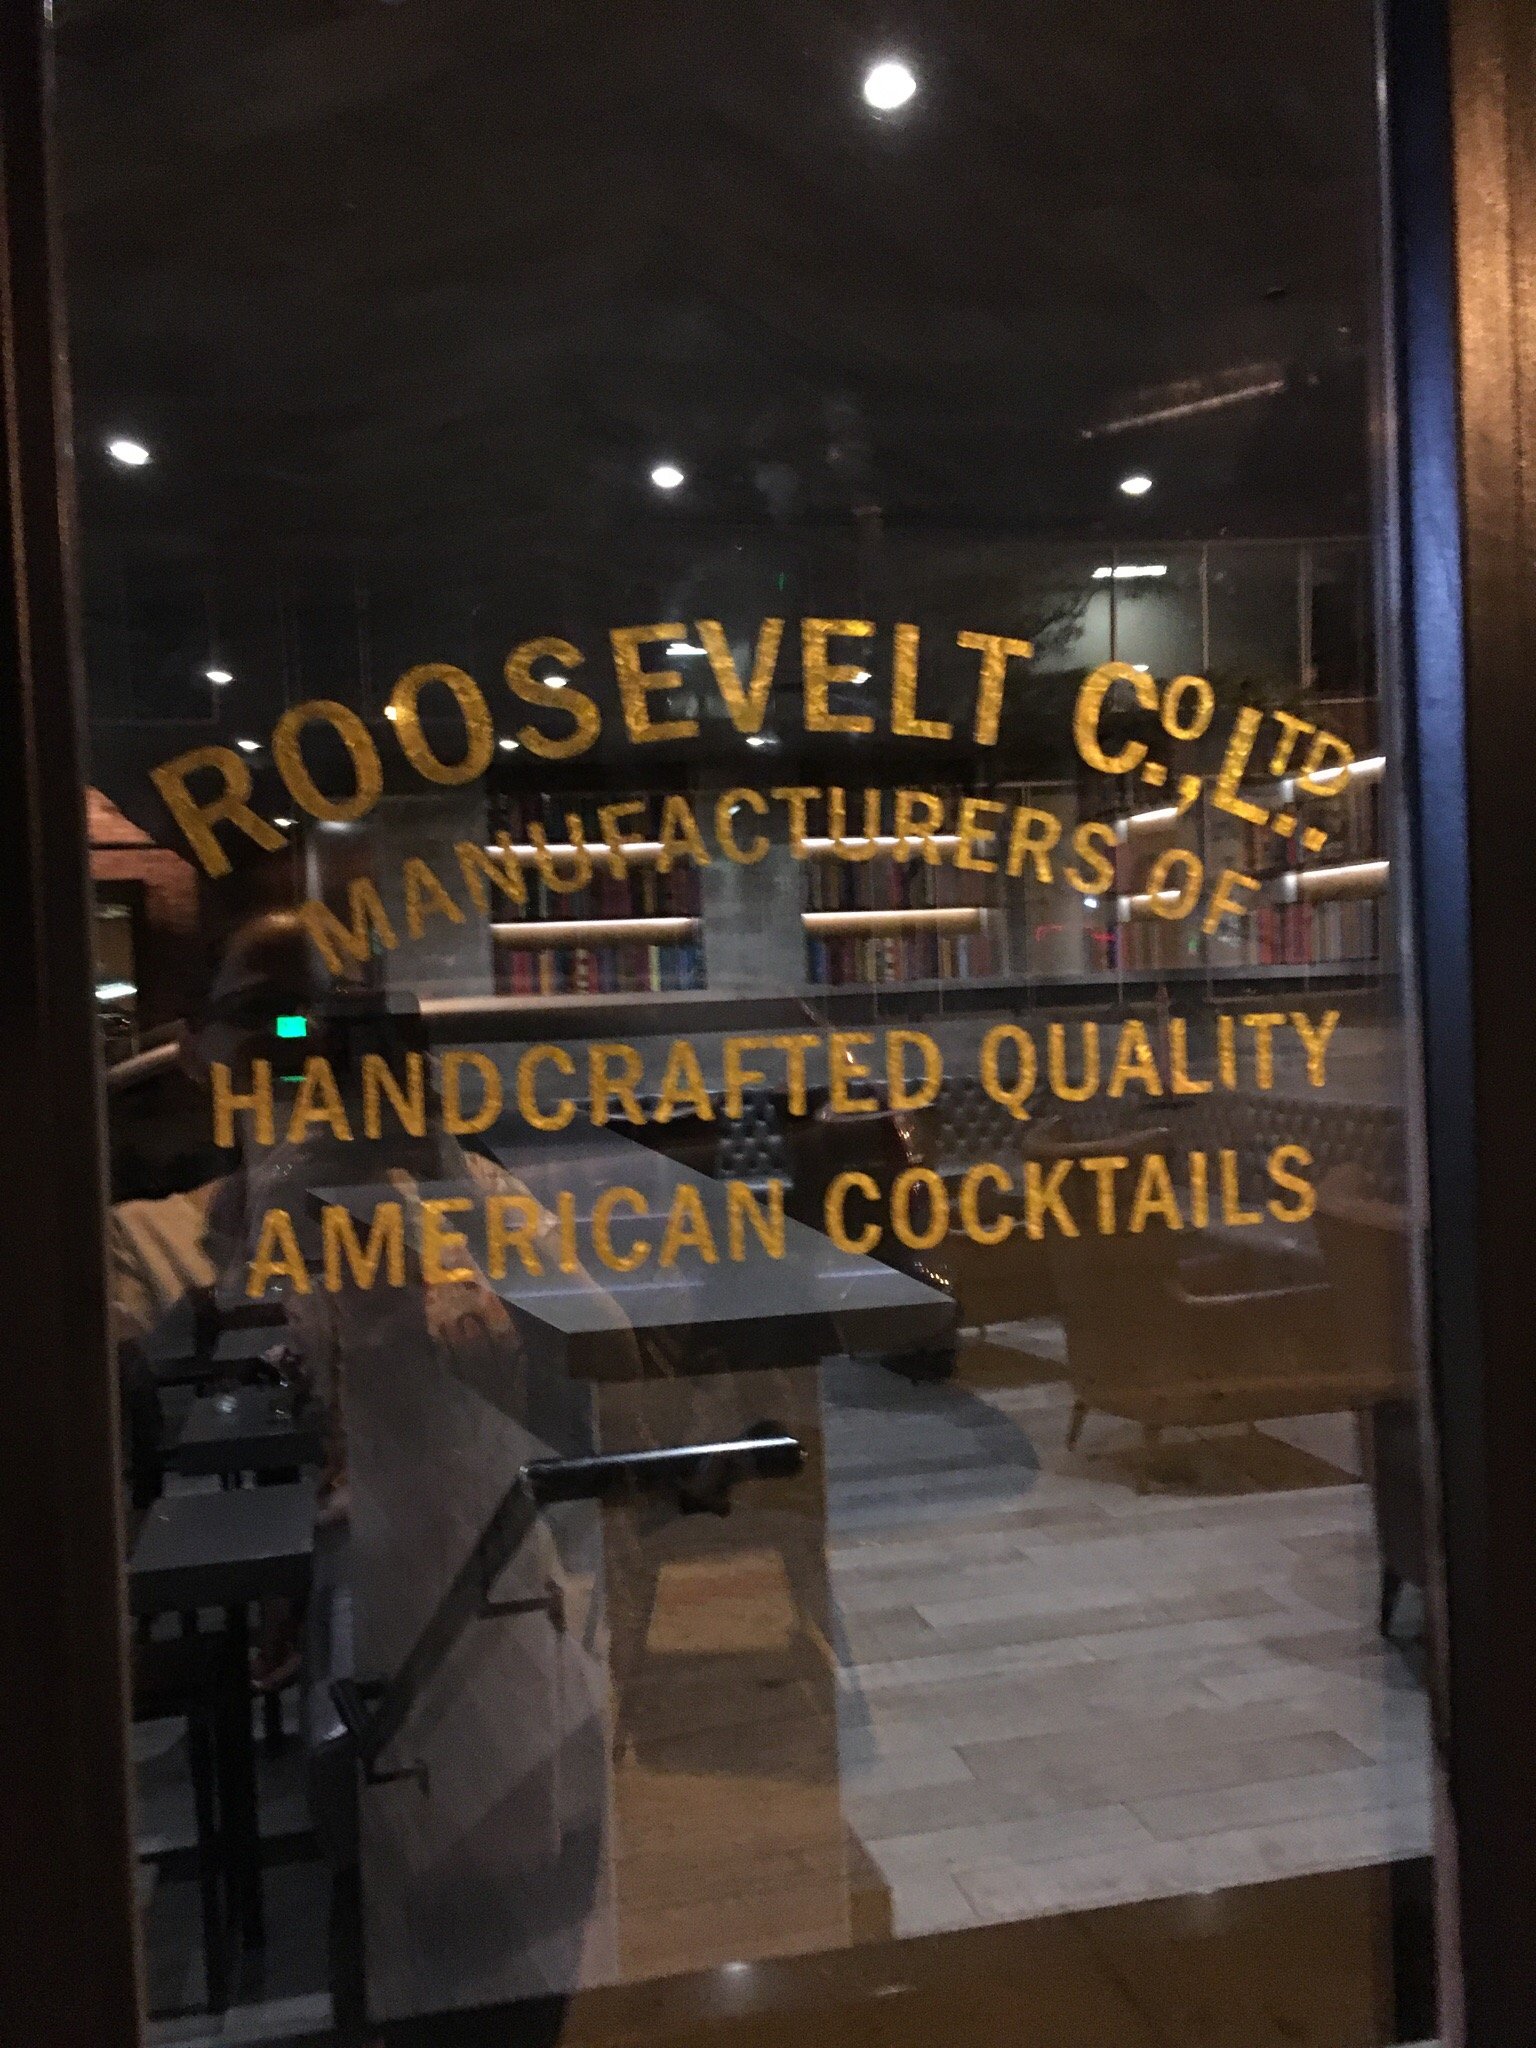 ROOSEVELT Co., LTD.
MANUFACTURERS OF
HANDCRAFTED QUALITY
AMERICAN COCKTAILS